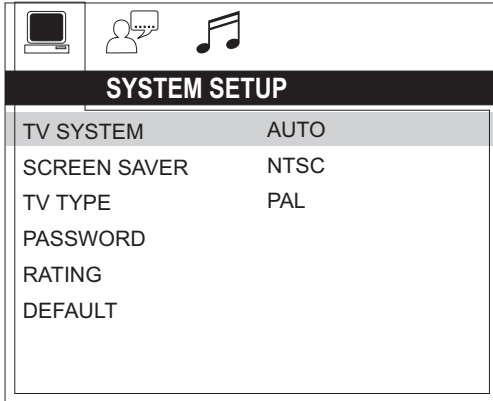 SYSTEM SETUP
TV SYSTEM AUTO
SCREEN SAVER NTSC
TV TYPE PAL
PASSWORD
RATING
DEFAULT